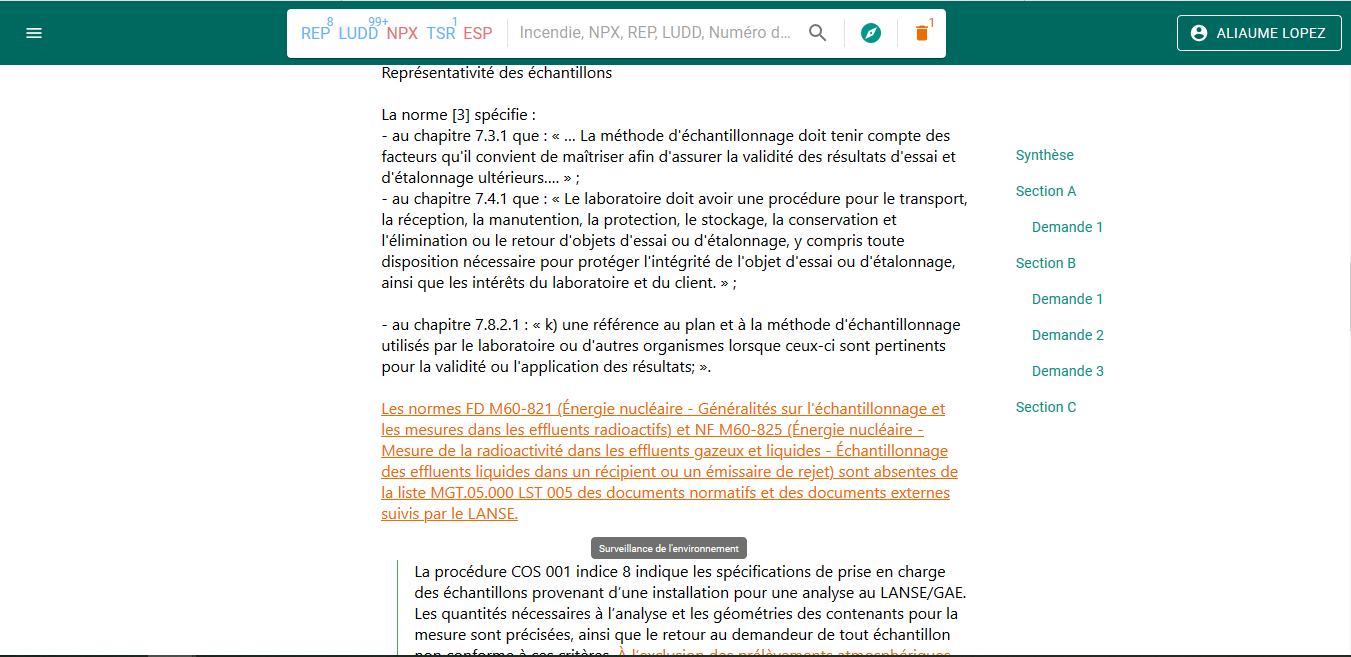 REP 8 LUDD 99+ NPX TSR 1 ESP Incendie, NPX, REP, LUDD, Numéro d... 1 ALIAUME LOPEZ
Représentativité des échantillons
La norme [3] spécifie :
- au chapitre 7.3.1 que : « ... La méthode d'échantillonnage doit tenir compte des
facteurs qu'il convient de maîtriser afin d'assurer la validité des résultats d'essai et
d'étalonnage ultérieurs.... » ;
- au chapitre 7.4.1 que : « Le laboratoire doit avoir une procédure pour le transport,
la réception, la manutention, la protection, le stockage, la conservation et
l'élimination ou le retour d'objets d'essai ou d'étalonnage, y compris toute
disposition nécessaire pour protéger l'intégrité de l'objet d'essai ou d'étalonnage,
ainsi que les intérêts du laboratoire et du client. » ;
- au chapitre 7.8.2.1 : « k) une référence au plan et à la méthode d'échantillonnage
utilisés par le laboratoire ou d'autres organismes lorsque ceux-ci sont pertinents
pour la validité ou l'application des résultats; ».
Les normes FD M60-821 (Énergie nucléaire - Généralités sur l'échantillonnage et
les mesures dans les effluents radioactifs) et NF M60-825 (Énergie nucléaire -
Mesure de la radioactivité dans les effluents gazeux et liquides - Échantillonnage
des effluents liquides dans un récipient ou un émissaire de rejet) sont absentes de
la liste MGT.05.000 LST 005 des documents normatifs et des documents externes
suivis par le LANSE.
Surveillance de l'environnement
La procédure COS 001 indice 8 indique les spécifications de prise en charge
des échantillons provenant d’une installation pour une analyse au LANSE/GAE.
Les quantités nécessaires à l’analyse et les géométries des contenants pour la
mesure sont précisées, ainsi que le retour au demandeur de tout échantillon
non conforme à ces critères. À l’exclusion des prélèvements atmosphériques
Synthèse
Section A
Demande 1
Section B
Demande 1
Demande 2
Demande 3
Section C